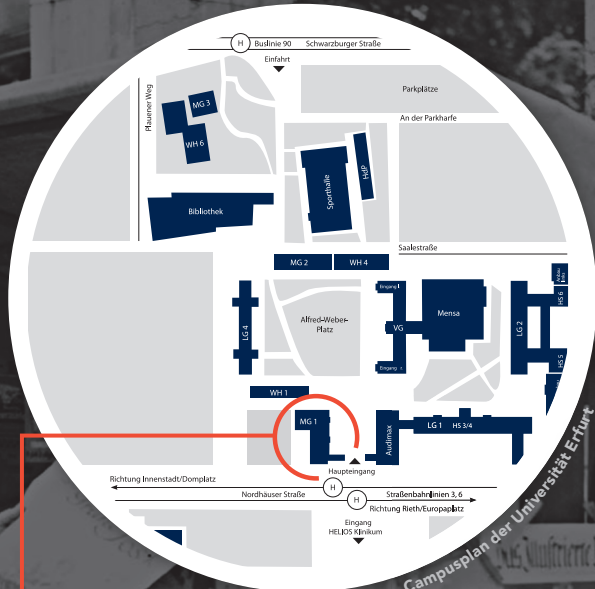 H Buslinie 90 Schwarzburger Straße
Einfahrt
Parkplätze
Plauener Weg
MG 3
An der Parkharfe
WH 6
Sporthalle
HdP
Bibliothek
Saalestraße
MG 2
WH 4
Anbau
HS 6
Eingang
Mensa
LG 4
Alfred-Weber-
Platz
VG
LG 2
HS 5
Eingang
WH 1
MG 1
Audimax
LG 1 HS 3/4
Haupteingang
Richtung Innenstadt/Domplatz
H
Nordhäuser Straße
H
Straßenbahnlinien 3, 6
Richtung Rieth/Europaplatz
Eingang
HELIOS Klinikum
Campusplan der Universität Erfurt
Illustrierte